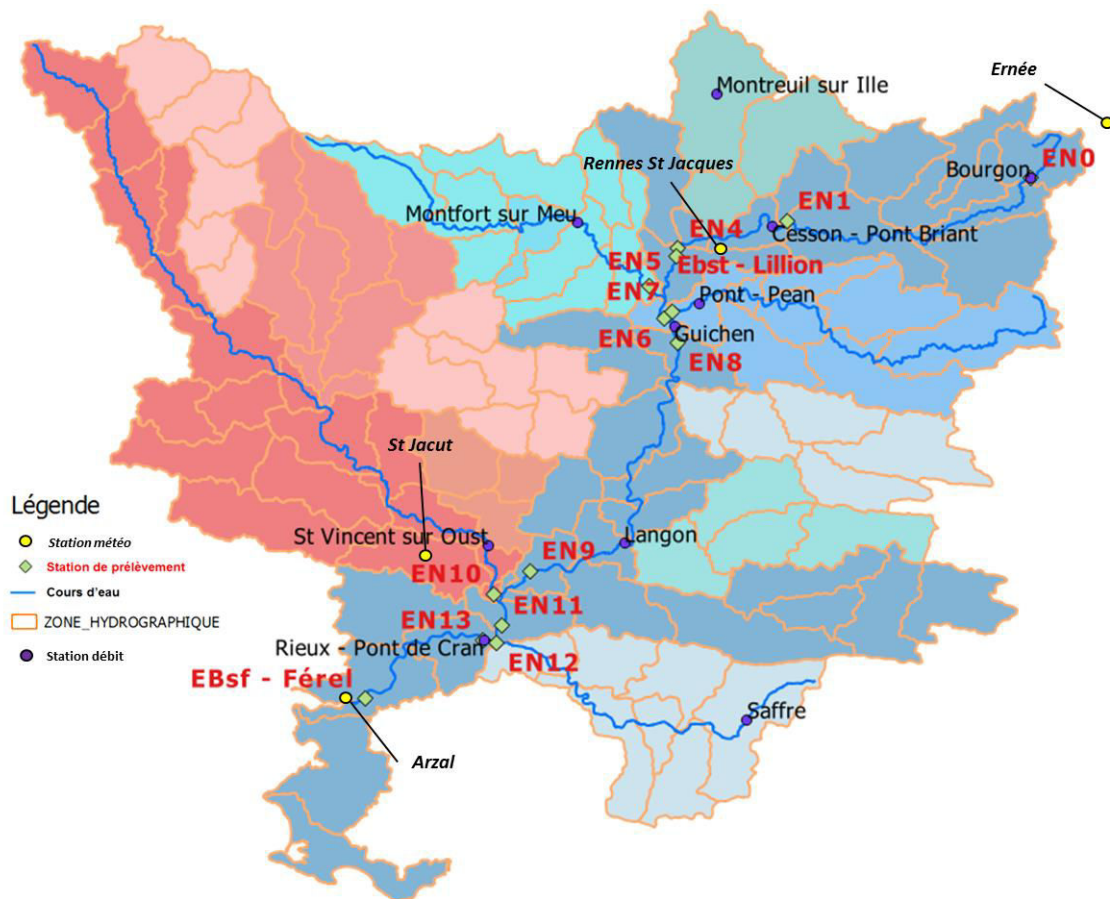 Ernée
Montreuil sur Ille
Rennes St Jacques
Bourgon
EN0
Montfort sur Meu
EN1
EN4
Cesson - Pont Briant
EN5
Ebst - Lillion
EN7
Pont - Pean
EN6
Guichen
EN8
St Jacut
Légende
Station météo
Station de prélèvement
Cours d'eau
ZONE_HYDROGRAPHIQUE
Station débit
St Vincent sur Oust
Langon
EN9
EN10
EN11
EN13
Rieux - Pont de Cran
EN12
EBsf - Férel
Saffre
Arzal